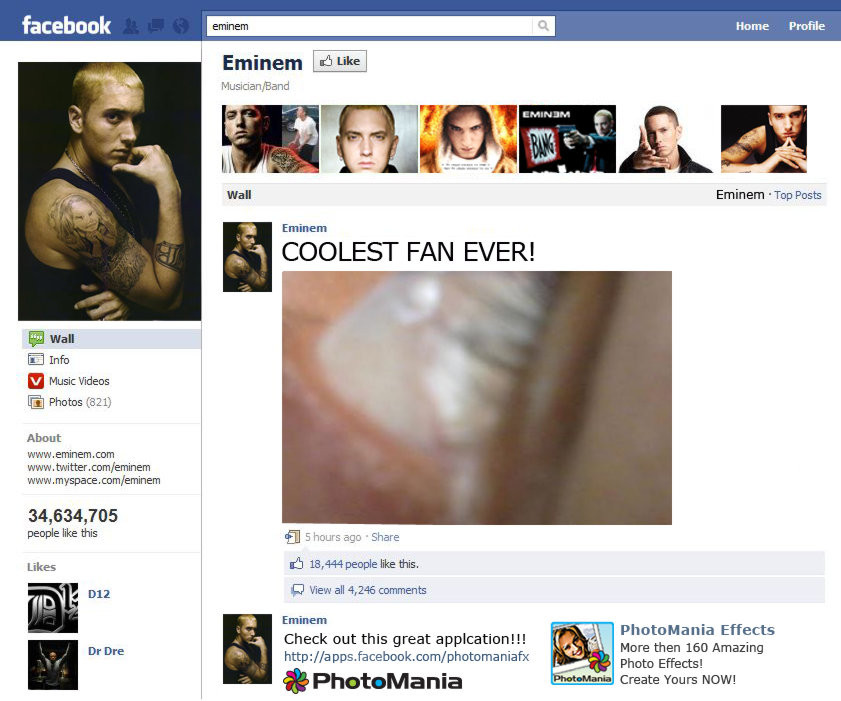 facebook
eminem
Home
Profile
Eminem
Like
Musician/Band
EMINEM
BANG
Wall
Eminem · Top Posts
Eminem
COOLEST FAN EVER!
Wall
Info
Music Videos
Photos (821)
About
www.eminem.com
www.twitter.com/eminem
www.myspace.com/eminem
34,634,705
people like this
5 hours ago · Share
18,444 people like this.
View all 4,246 comments
Likes
D12
Dr Dre
Eminem
Check out this great applcation!!!
http://apps.facebook.com/photomaniafx
PhotoMania
PhotoMania
PhotoMania Effects
More then 160 Amazing
Photo Effects!
Create Yours NOW!